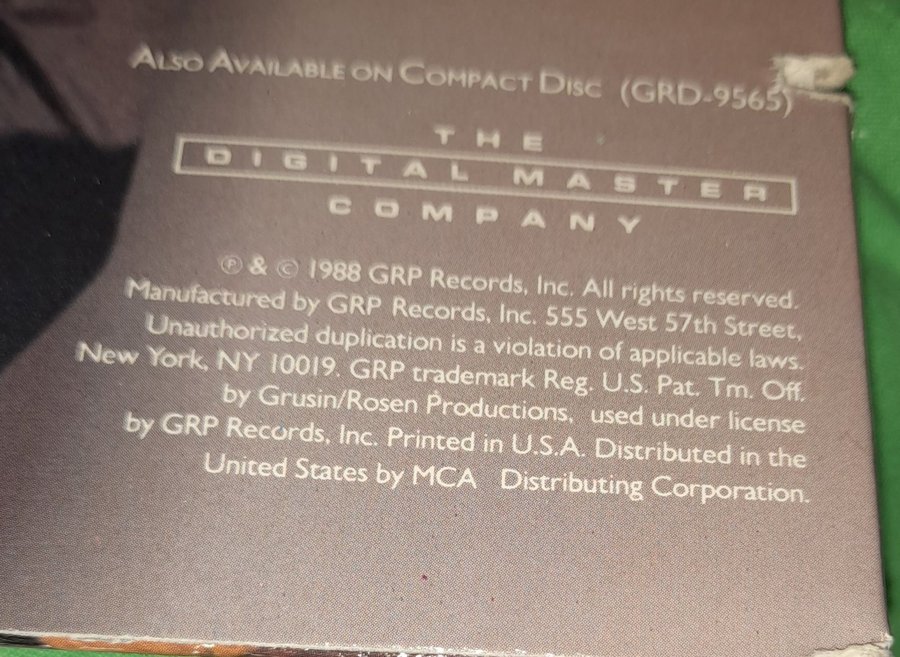 ALSO AVAILABLE ON COMPACT DISC (GRD-9565)
THE
DIGITAL MASTER
COMPANY
℗ & © 1988 GRP Records, Inc. All rights reserved.
Manufactured by GRP Records, Inc. 555 West 57th Street,
Unauthorized duplication is a violation of applicable laws.
New York, NY 10019. GRP trademark Reg. U.S. Pat. Tm. Off.
by Grusin/Rosen Productions, used under license
by GRP Records, Inc. Printed in U.S.A. Distributed in the
United States by MCA Distributing Corporation.